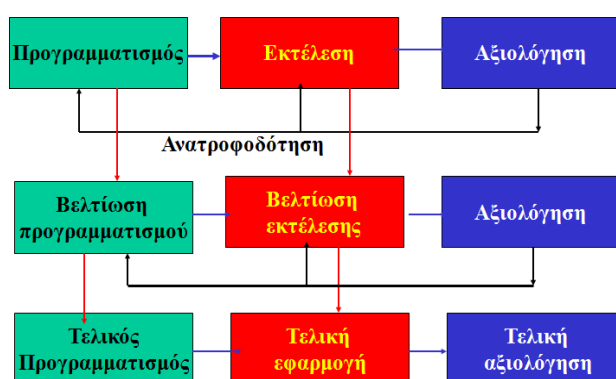 Προγραμματισμός
Εκτέλεση
Αξιολόγηση
Ανατροφοδότηση
Βελτίωση
προγραμματισμού
Βελτίωση
εκτέλεσης
Αξιολόγηση
Τελικός
Προγραμματισμός
Τελική
εφαρμογή
Τελική
αξιολόγηση